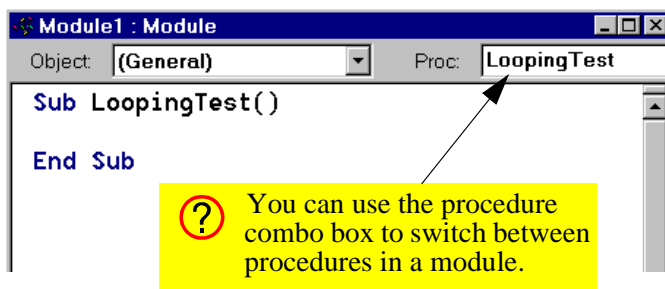 Module1 : Module
Object: (General) Proc: LoopingTest
Sub LoopingTest()
End Sub
? You can use the procedure
combo box to switch between
procedures in a module.